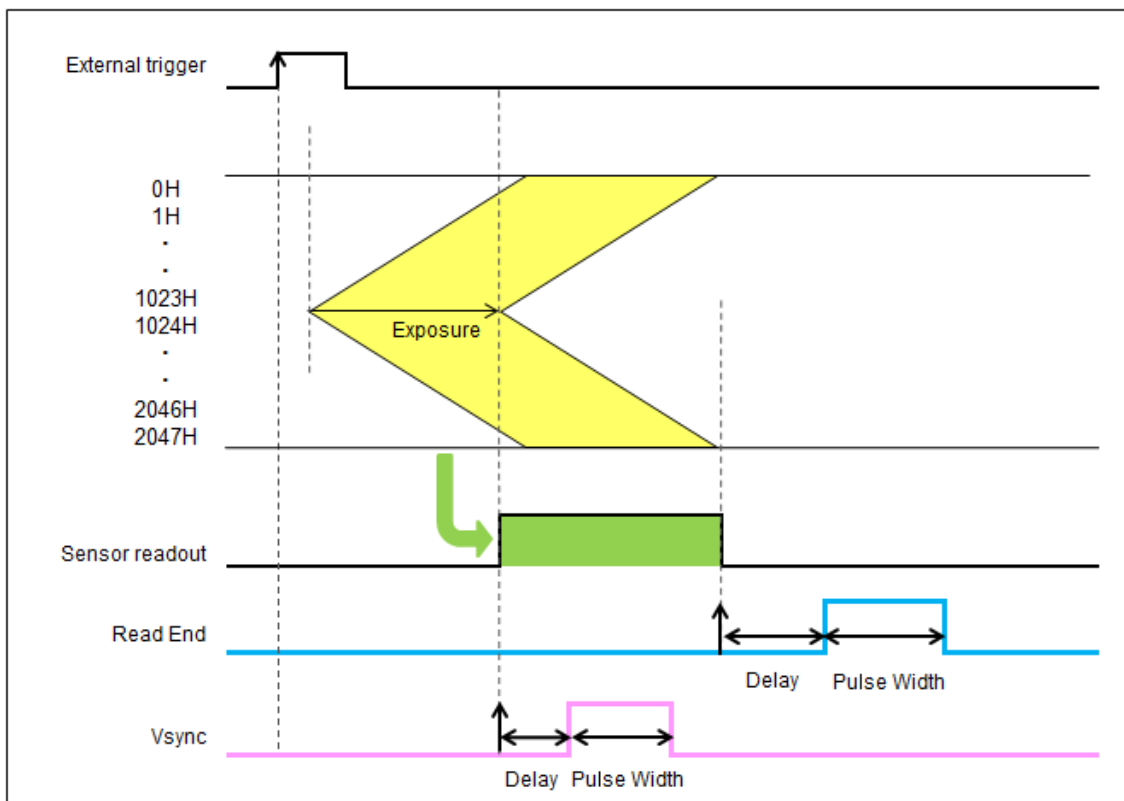 External trigger
0H
1H
.
.
1023H
1024H
Exposure
.
.
2046H
2047H
Sensor readout
Read End
Delay
Pulse Width
Vsync
Delay
Pulse Width